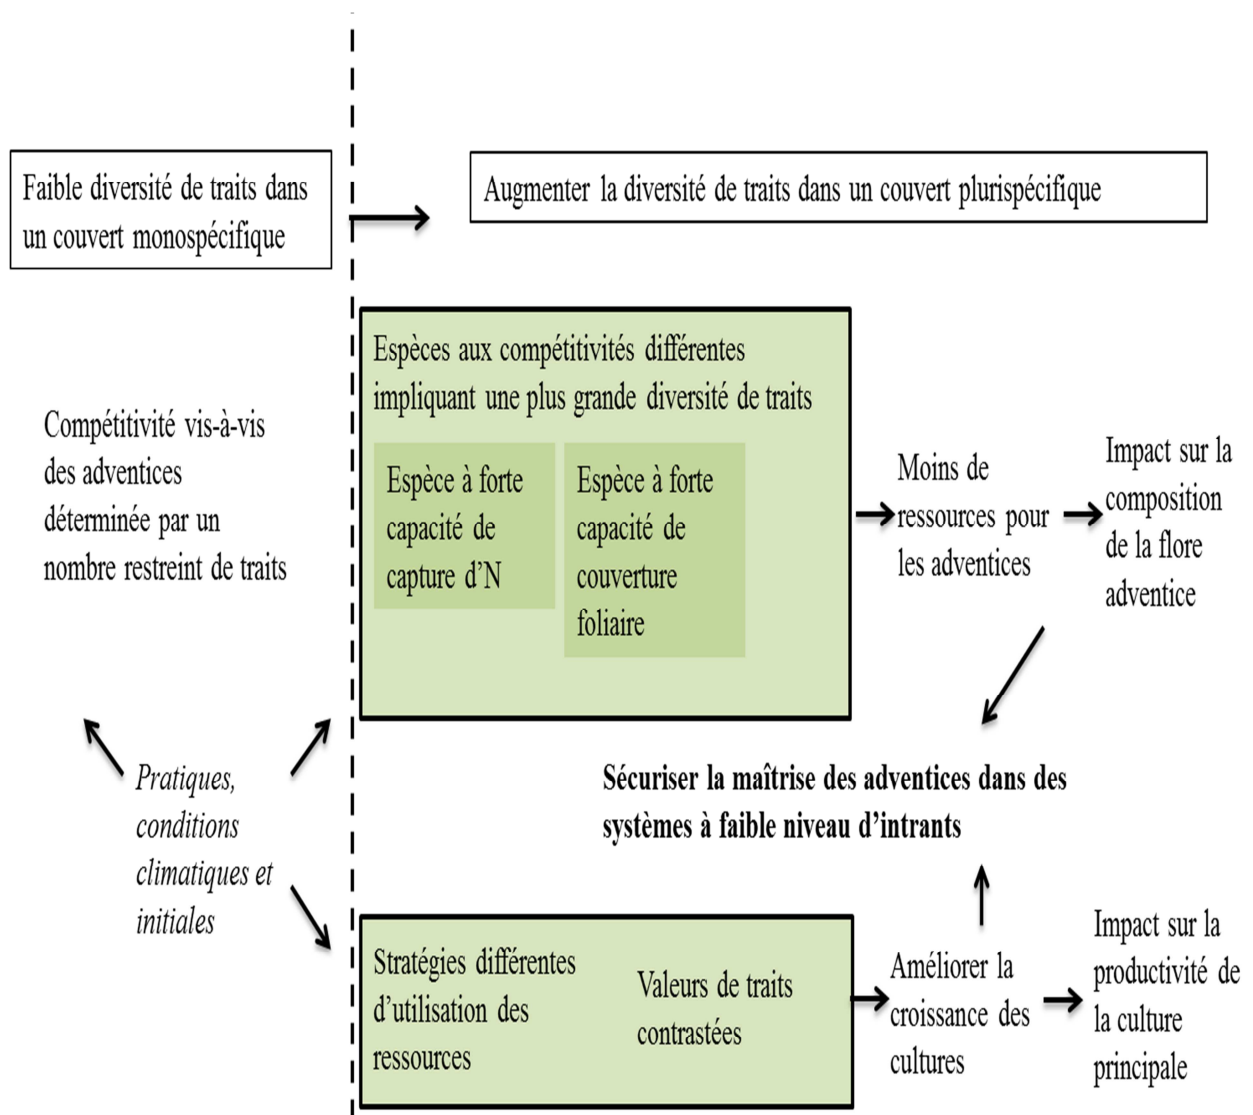 Faible diversité de traits dans
un couvert monospécifique
Augmenter la diversité de traits dans un couvert plurispécifique
Compétitivité vis-à-vis
des adventices
déterminée par un
nombre restreint de traits
Espèces aux compétitivités différentes
impliquant une plus grande diversité de traits
Espèce à forte
capacité de
capture d’N
Espèce à forte
capacité de
couverture
foliaire
Moins de
ressources pour
les adventices
Impact sur la
composition
de la flore
adventice
Pratiques,
conditions
climatiques et
initiales
Sécuriser la maîtrise des adventices dans des
systèmes à faible niveau d’intrants
Stratégies différentes
d’utilisation des
ressources
Valeurs de traits
contrastées
Améliorer la
croissance des
cultures
Impact sur la
productivité de
la culture
principale